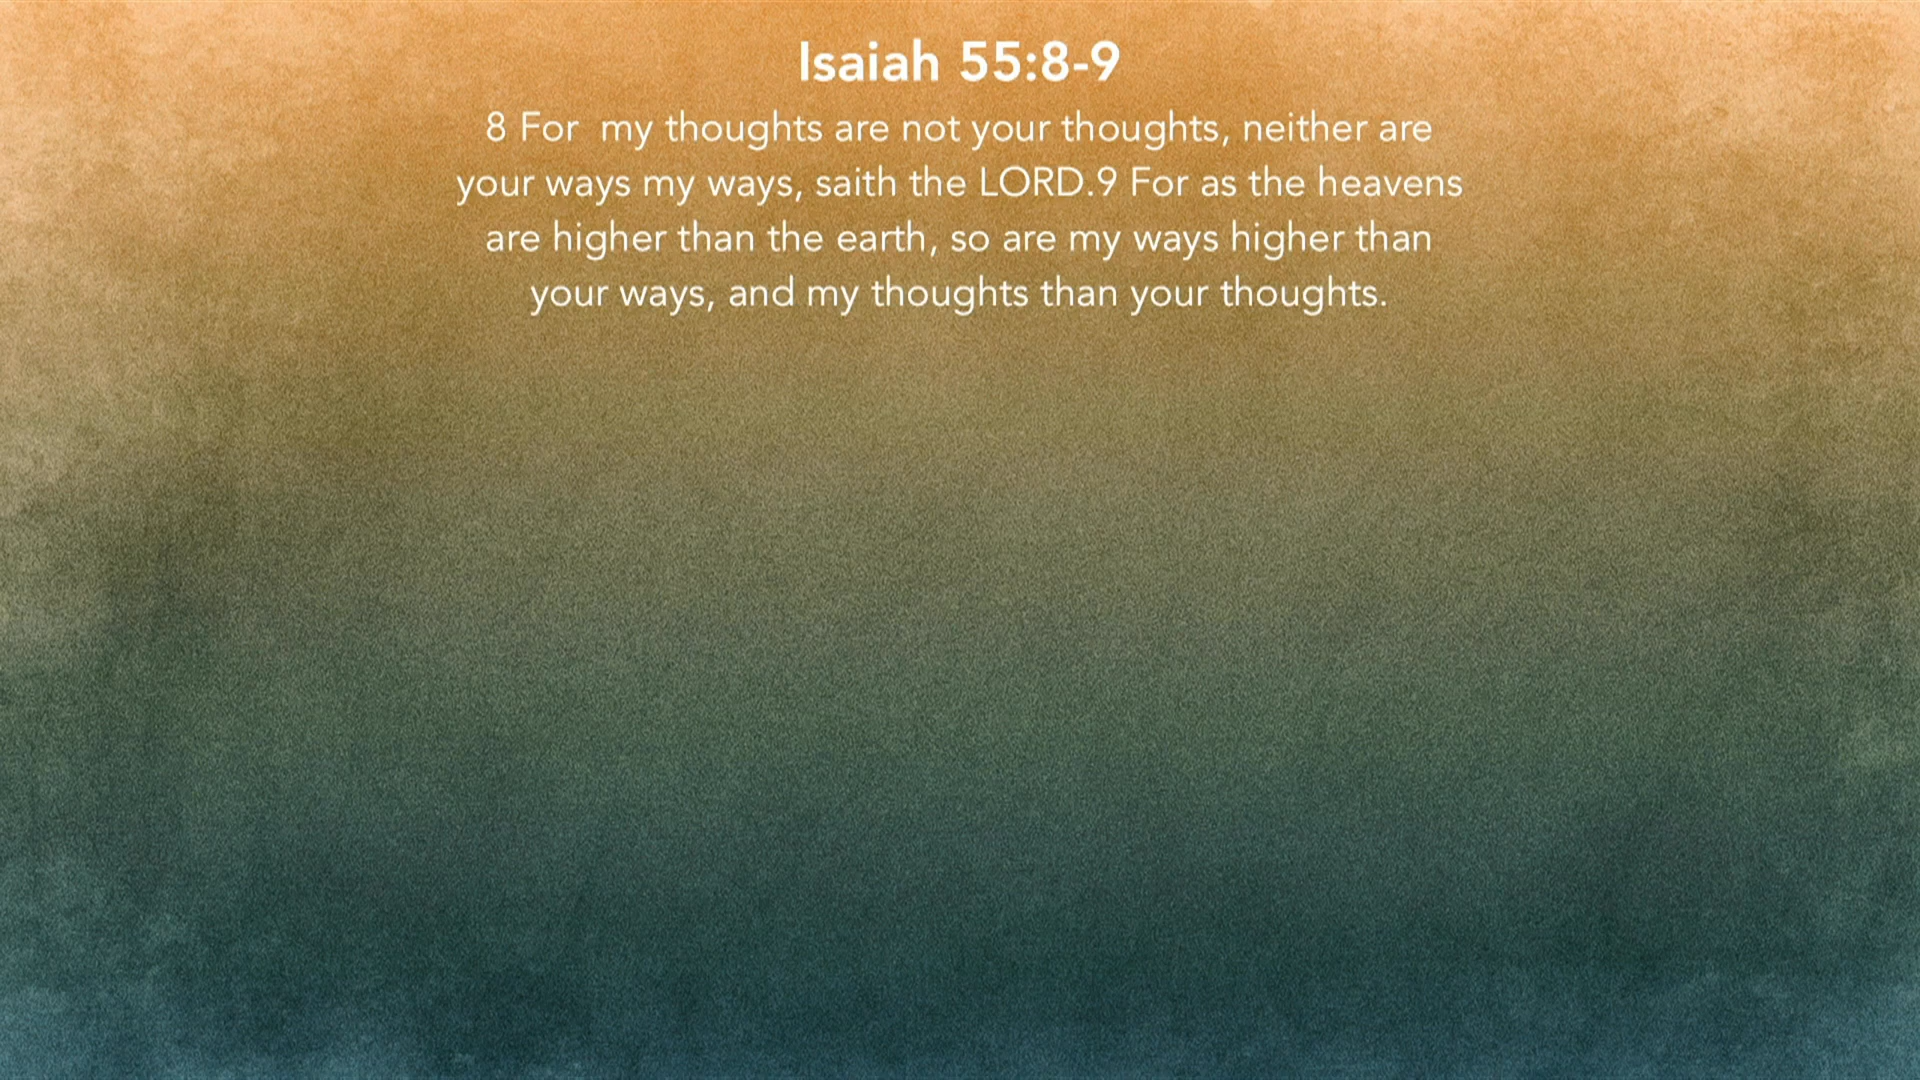 Isaiah 55:8-9
8 For  my thoughts are not your thoughts, neither are
your ways my ways, saith the LORD.9 For as the heavens
are higher than the earth, so are my ways higher than
your ways, and my thoughts than your thoughts.